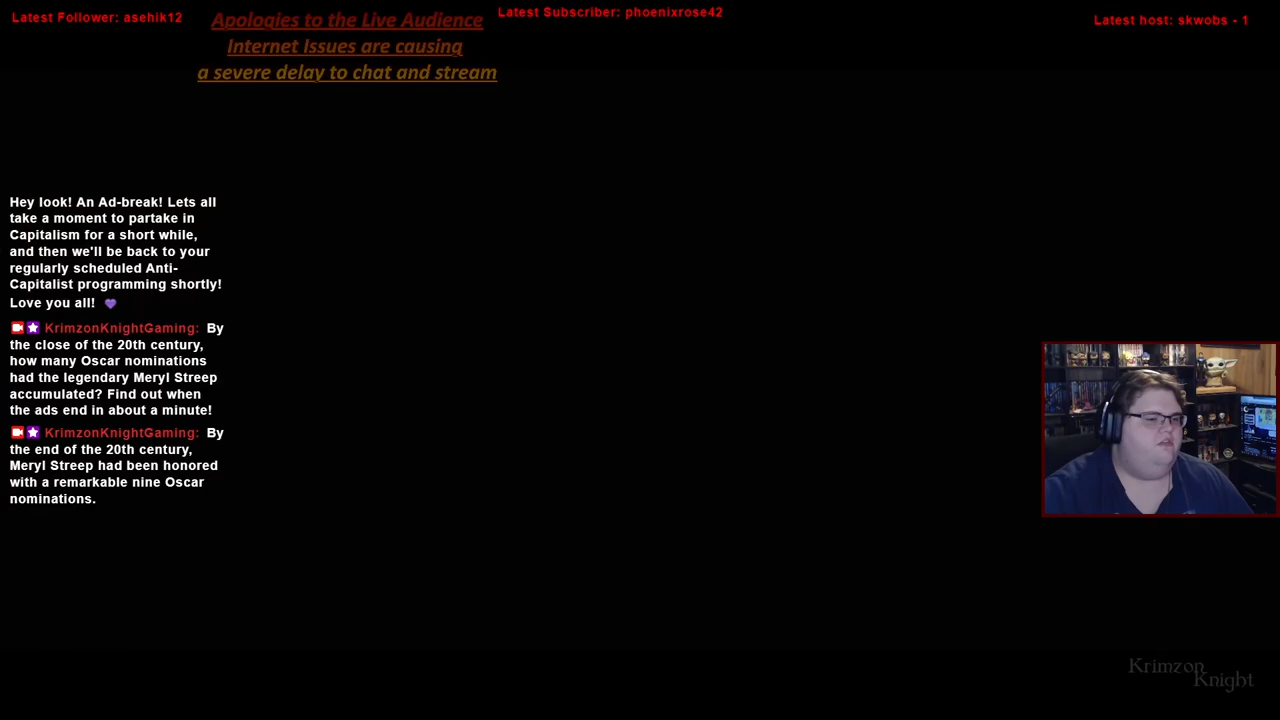 Latest Follower: asehik12
Apologies to the Live Audience
Internet Issues are causing
a severe delay to chat and stream
Latest Subscriber: phoenixrose42
Latest host: skwobs - 1
Hey look! An Ad-break! Lets all
take a moment to partake in
Capitalism for a short while,
and then we'll be back to your
regularly scheduled Anti-
Capitalist programming shortly!
Love you all!
KrimzonKnightGaming: By
the close of the 20th century,
how many Oscar nominations
had the legendary Meryl Streep
accumulated? Find out when
the ads end in about a minute!
KrimzonKnightGaming: By
the end of the 20th century,
Meryl Streep had been honored
with a remarkable nine Oscar
nominations.
Krimzon
Knight